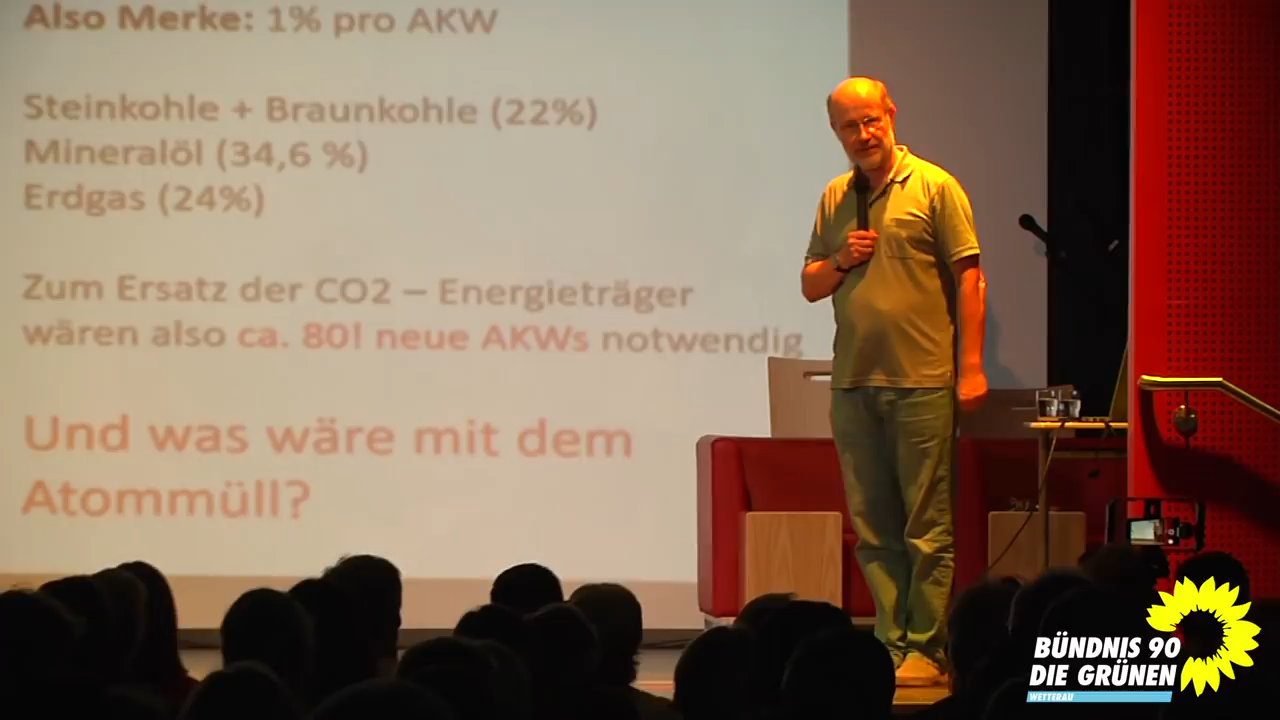 Also Merke: 1% pro AKW
Steinkohle + Braunkohle (22%)
Mineralöl (34,6 %)
Erdgas (24%)
Zum Ersatz der CO2 – Energieträger
wären also ca. 80! neue AKWs notwendig
Und was wäre mit dem
Atommüll?
BÜNDNIS 90
DIE GRÜNEN
WETTERAU